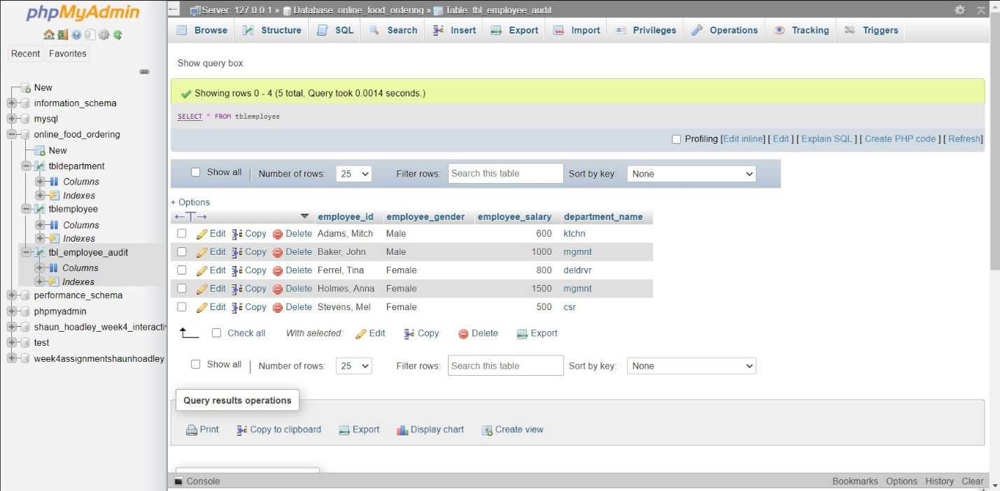 phpMyAdmin
Recent Favorites
New
information_schema
mysql
online_food_ordering
New
tbldepartment
Columns
Indexes
tblemployee
Columns
Indexes
tbl_employee_audit
Columns
Indexes
performance_schema
phpmyadmin
shaun_hoadley_week4_interacti
test
week4assignmentshaunhoadley
Server: 127.0.0.1 » Database: online_food_ordering » Table: tbl_employee_audit
Browse Structure SQL Search Insert Export Import Privileges Operations Tracking Triggers
Show query box
Showing rows 0 - 4 (5 total, Query took 0.0014 seconds.)
SELECT * FROM tblemployee
Profiling [Edit inline] [ Edit ] [ Explain SQL ] [ Create PHP code ] [ Refresh]
Show all | Number of rows: 25 Filter rows: Search this table Sort by key: None
+ Options
←T→ employee_id employee_gender employee_salary department_name
Edit Copy Delete Adams, Mitch Male 600 ktchn
Edit Copy Delete Baker, John Male 1000 mgmnt
Edit Copy Delete Ferrel, Tina Female 800 deldrvr
Edit Copy Delete Holmes, Anna Female 1500 mgmnt
Edit Copy Delete Stevens, Mel Female 500 csr
Check all With selected: Edit Copy Delete Export
Show all | Number of rows: 25 Filter rows: Search this table Sort by key: None
Query results operations
Print Copy to clipboard Export Display chart Create view
Console Bookmarks Options History Clear